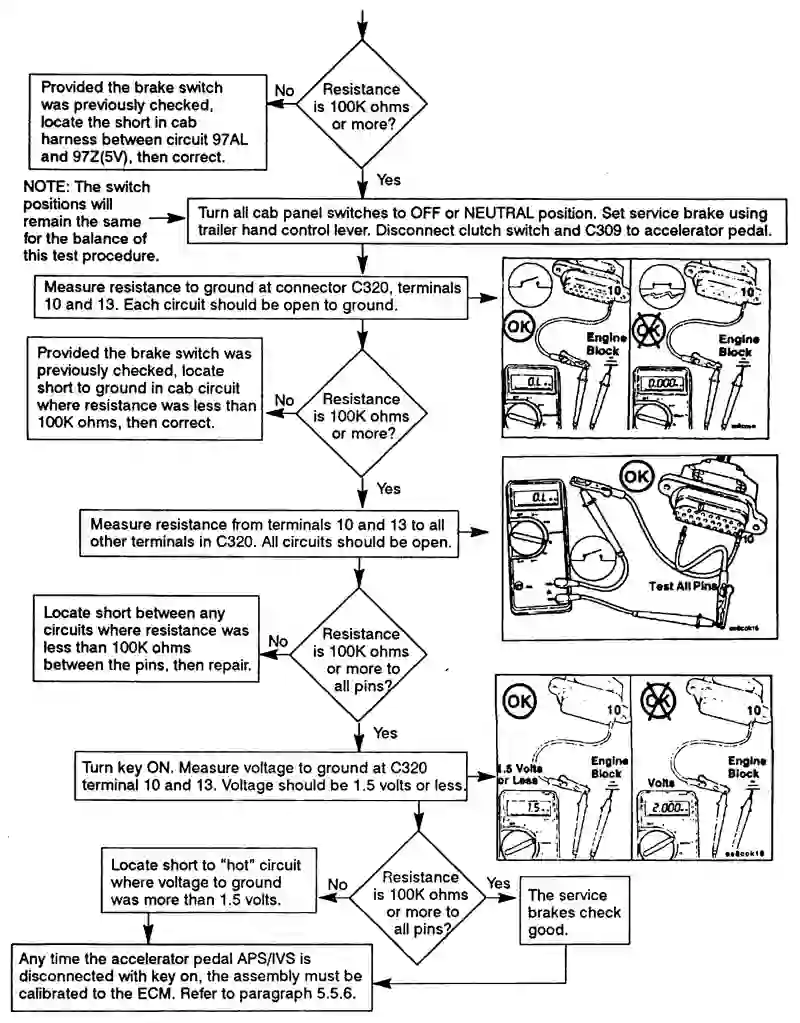 Resistance
is 100K ohms
or more?
No
Provided the brake switch
was previously checked,
locate the short in cab
harness between circuit 97AL
and 97Z(5V), then correct.
Yes
NOTE: The switch
positions will
remain the same
for the balance of
this test procedure.
Turn all cab panel switches to OFF or NEUTRAL position. Set service brake using
trailer hand control lever. Disconnect clutch switch and C309 to accelerator pedal.
Measure resistance to ground at connector C320, terminals
10 and 13. Each circuit should be open to ground.
10
OK
Engine
Block
0.L
10
OK
Engine
Block
0.000
Provided the brake switch was
previously checked, locate
short to ground in cab circuit
where resistance was less than
100K ohms, then correct.
No
Resistance
is 100K ohms
or more?
Yes
Measure resistance from terminals 10 and 13 to all
other terminals in C320. All circuits should be open.
OK
0.L
10
Test All Pins
Locate short between any
circuits where resistance was
less than 100K ohms
between the pins, then repair.
No
Resistance
is 100K ohms
or more to
all pins?
Yes
Turn key ON. Measure voltage to ground at C320
terminal 10 and 13. Voltage should be 1.5 volts or less.
OK
10
1.5 Volts
or Less
Engine
Block
1.5
OK
10
Engine
Block
Volts
2.000
Locate short to "hot" circuit
where voltage to ground
was more than 1.5 volts.
No
Resistance
is 100K ohms
or more to
all pins?
Yes
The service
brakes check
good.
Any time the accelerator pedal APS/IVS is
disconnected with key on, the assembly must be
calibrated to the ECM. Refer to paragraph 5.5.6.